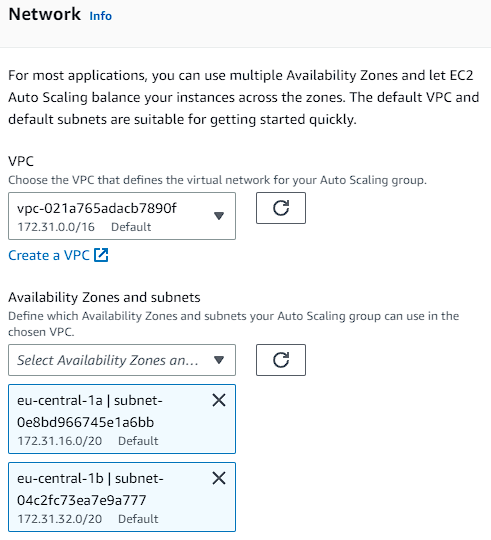 Network Info
For most applications, you can use multiple Availability Zones and let EC2
Auto Scaling balance your instances across the zones. The default VPC and
default subnets are suitable for getting started quickly.
VPC
Choose the VPC that defines the virtual network for your Auto Scaling group.
vpc-021a765adacb7890f
172.31.0.0/16 Default
Create a VPC
Availability Zones and subnets
Define which Availability Zones and subnets your Auto Scaling group can use in the
chosen VPC.
Select Availability Zones an...
eu-central-1a | subnet-
0e8bd966745e1a6bb
172.31.16.0/20 Default
eu-central-1b | subnet-
04c2fc73ea7e9a777
172.31.32.0/20 Default